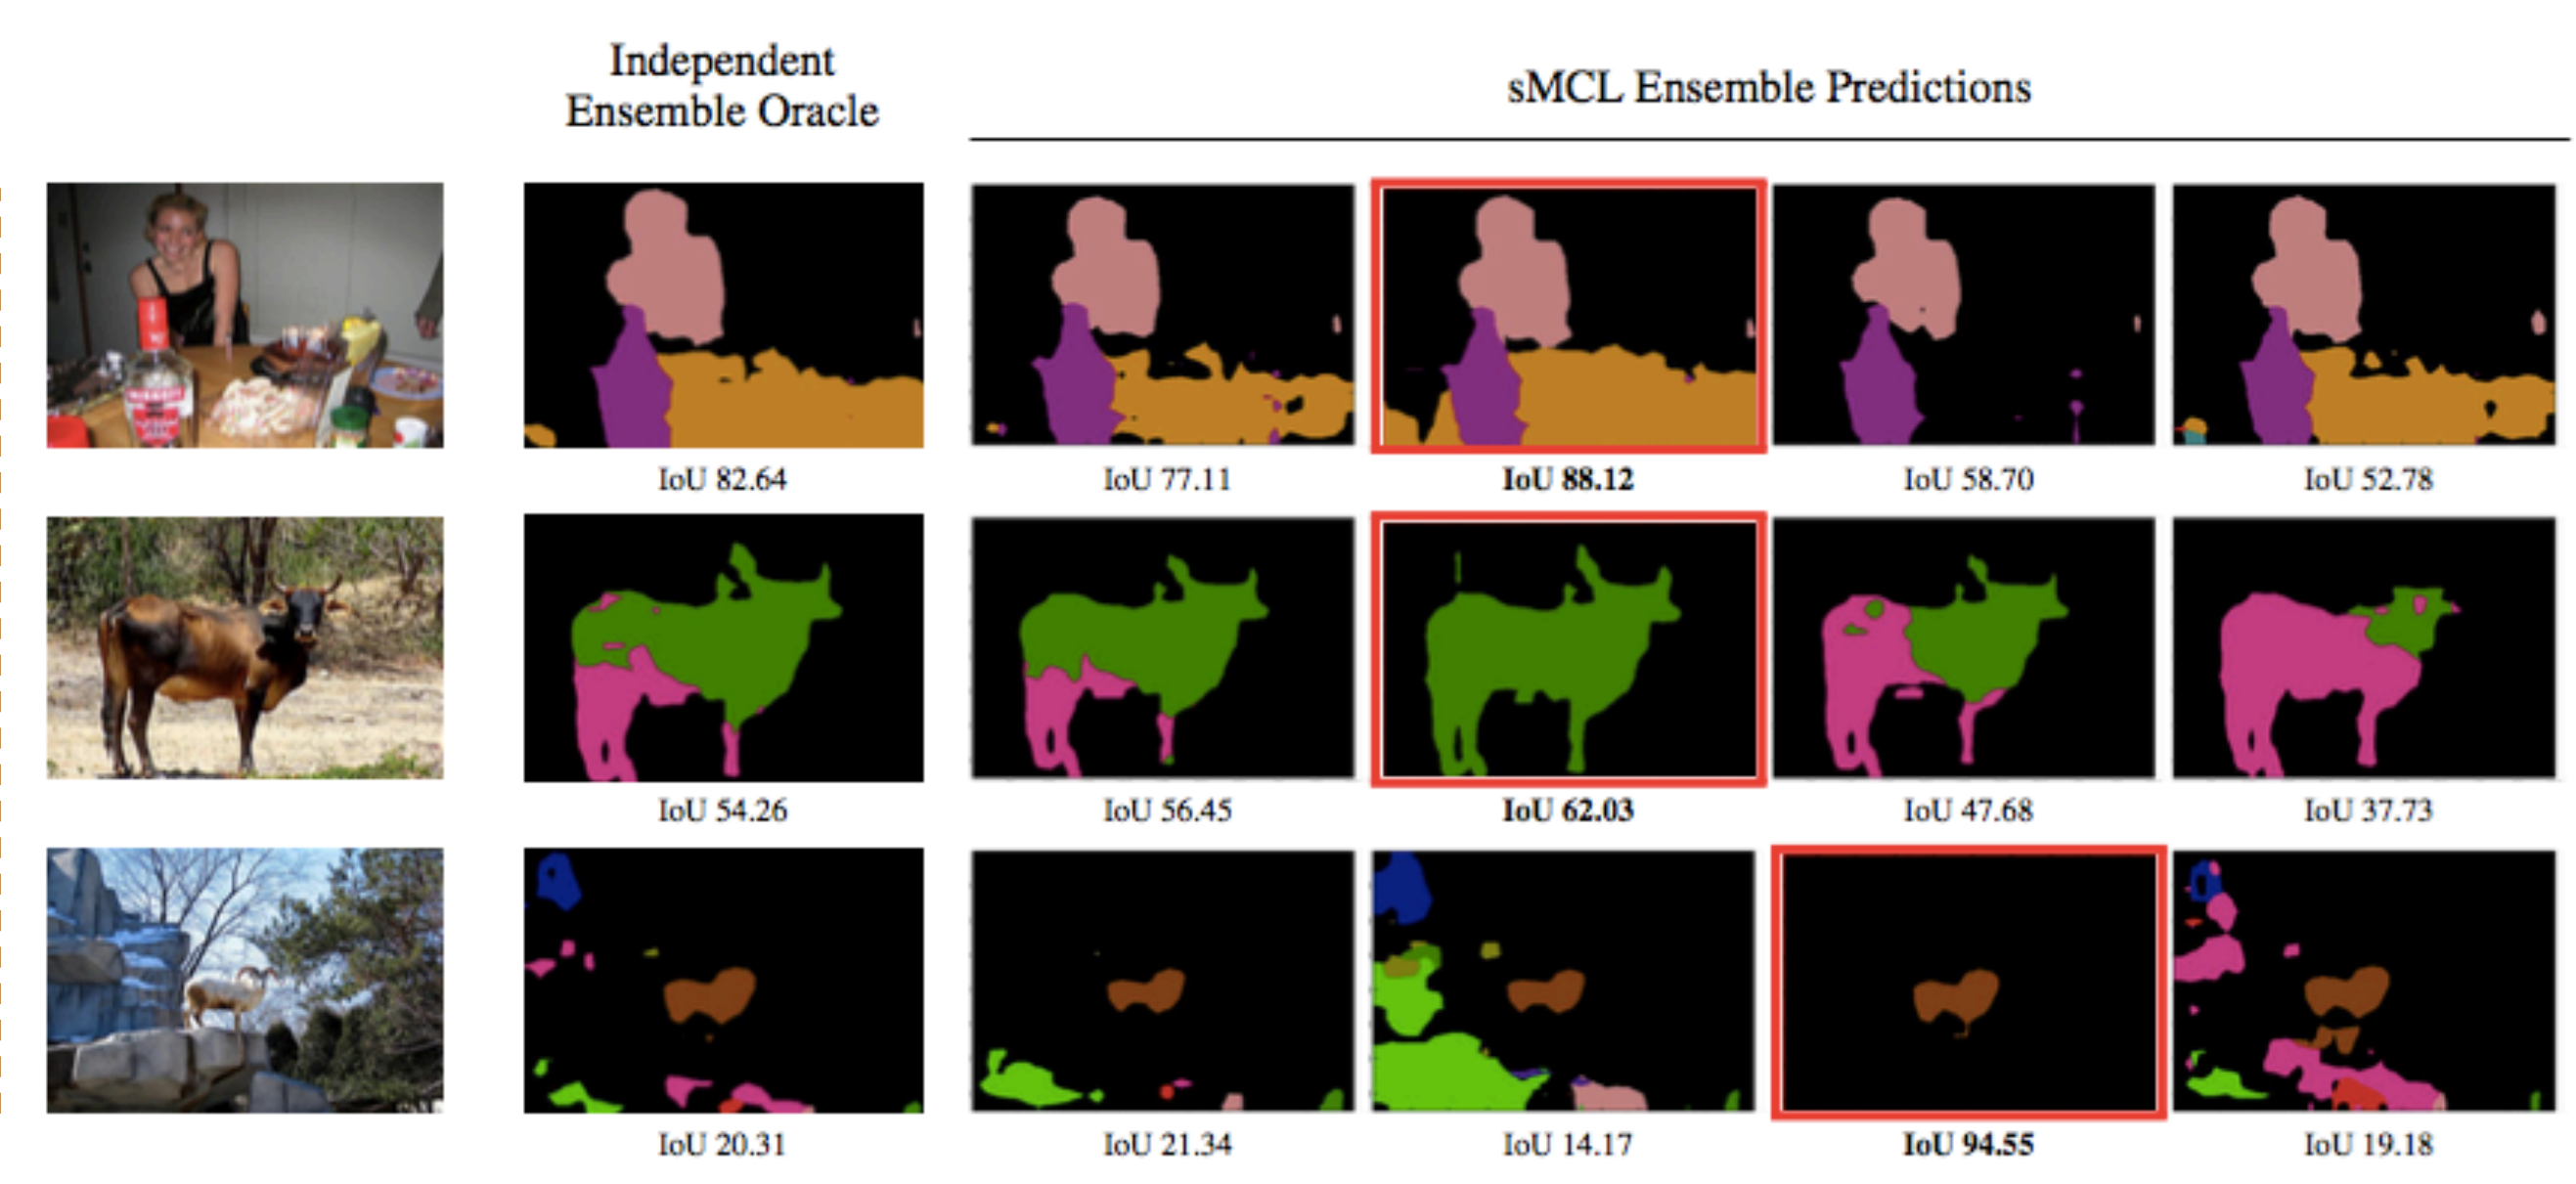 Independent
Ensemble Oracle
sMCL Ensemble Predictions
IoU 82.64
IoU 77.11
IoU 88.12
IoU 58.70
IoU 52.78
IoU 54.26
IoU 56.45
IoU 62.03
IoU 47.68
IoU 37.73
IoU 20.31
IoU 21.34
IoU 14.17
IoU 94.55
IoU 19.18